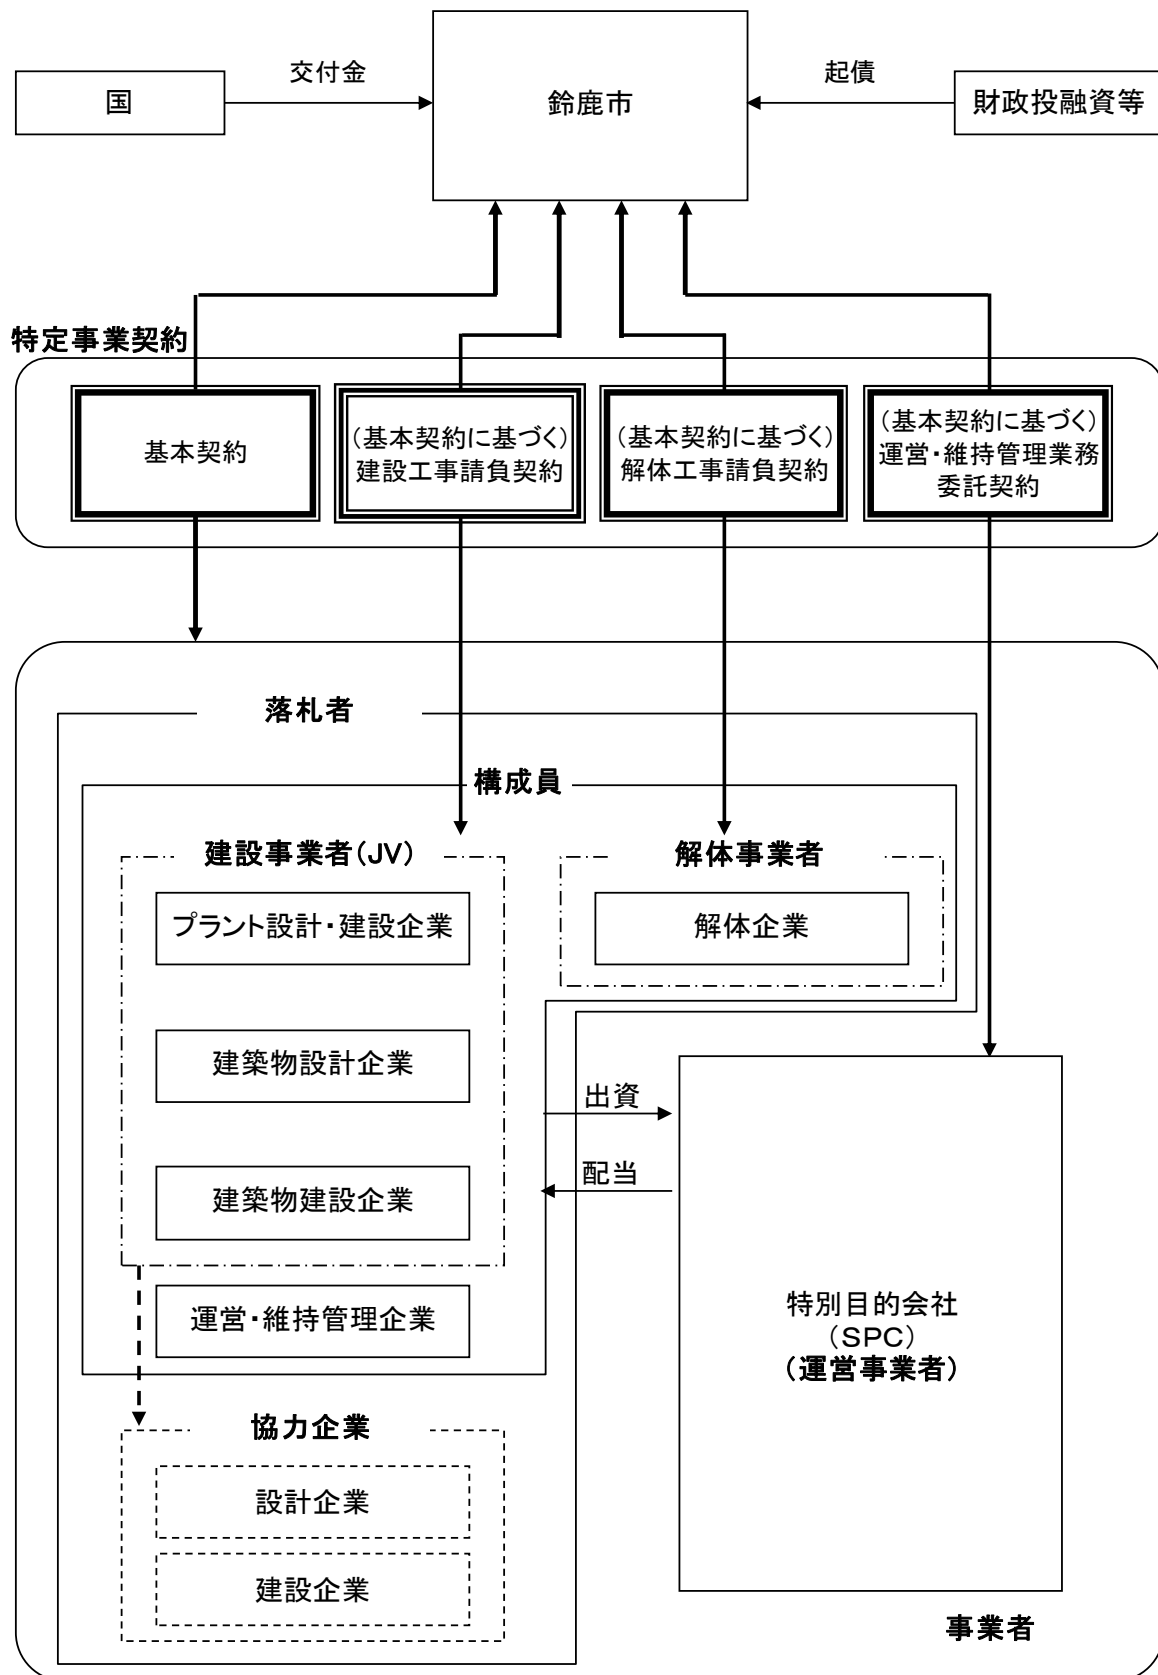 交付金
起債
国
鈴鹿市
財政投融資等
特定事業契約
基本契約
(基本契約に基づく)
建設工事請負契約
(基本契約に基づく)
解体工事請負契約
(基本契約に基づく)
運営・維持管理業務
委託契約
落札者
構成員
建設事業者(JV)
解体事業者
プラント設計・建設企業
解体企業
建築物設計企業
出資
配当
建築物建設企業
運営・維持管理企業
特別目的会社
(SPC)
(運営事業者)
協力企業
設計企業
建設企業
事業者